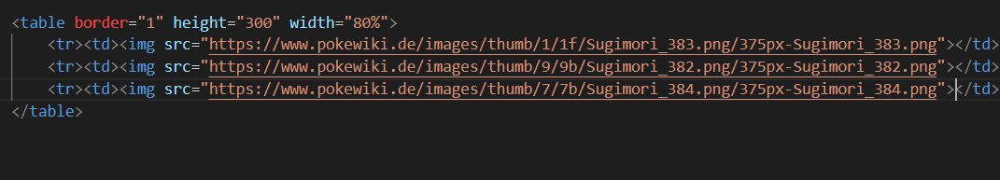 <table border="1" height="300" width="80%">
<tr><td><img src="https://www.pokewiki.de/images/thumb/1/1f/Sugimori_383.png/375px-Sugimori_383.png"></td>
<tr><td><img src="https://www.pokewiki.de/images/thumb/9/9b/Sugimori_382.png/375px-Sugimori_382.png"></td>
<tr><td><img src="https://www.pokewiki.de/images/thumb/7/7b/Sugimori_384.png/375px-Sugimori_384.png"></td>
</table>